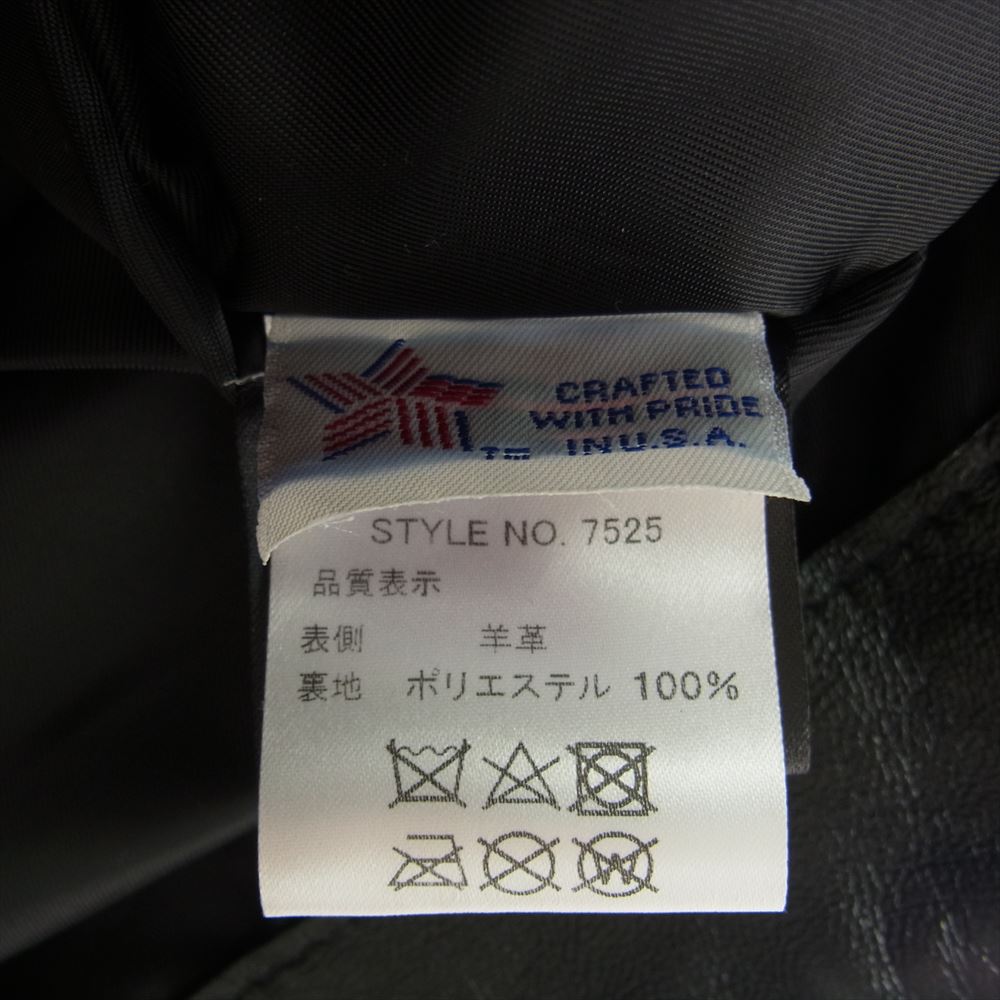 CRAFTED
WITH PRIDE
IN U.S.A.
TM
STYLE NO. 7525
品質表示
表側 羊革
裏地 ポリエステル 100%
W